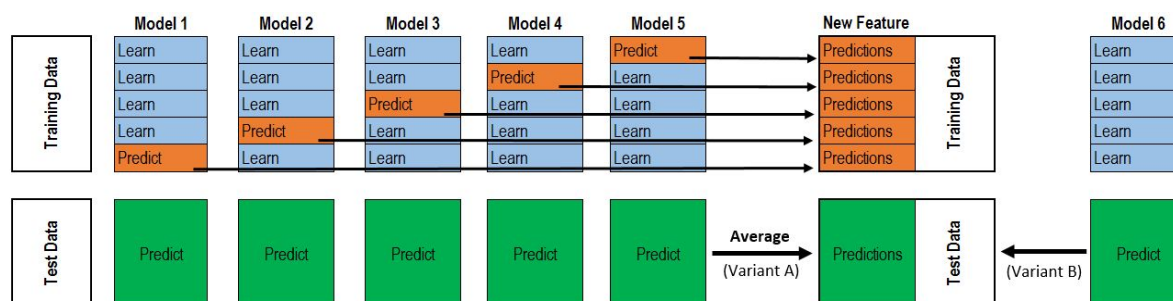 Model 1 Model 2 Model 3 Model 4 Model 5 New Feature Model 6
Training Data
Learn Learn Learn Learn Predict Predictions Learn
Learn Learn Learn Predict Learn Predictions Learn
Learn Learn Predict Learn Learn Predictions Learn
Learn Predict Learn Learn Learn Predictions Learn
Predict Learn Learn Learn Learn Predictions Learn
Training Data
Test Data
Predict Predict Predict Predict Predict
Average
(Variant A)
Predictions
Test Data
(Variant B)
Predict